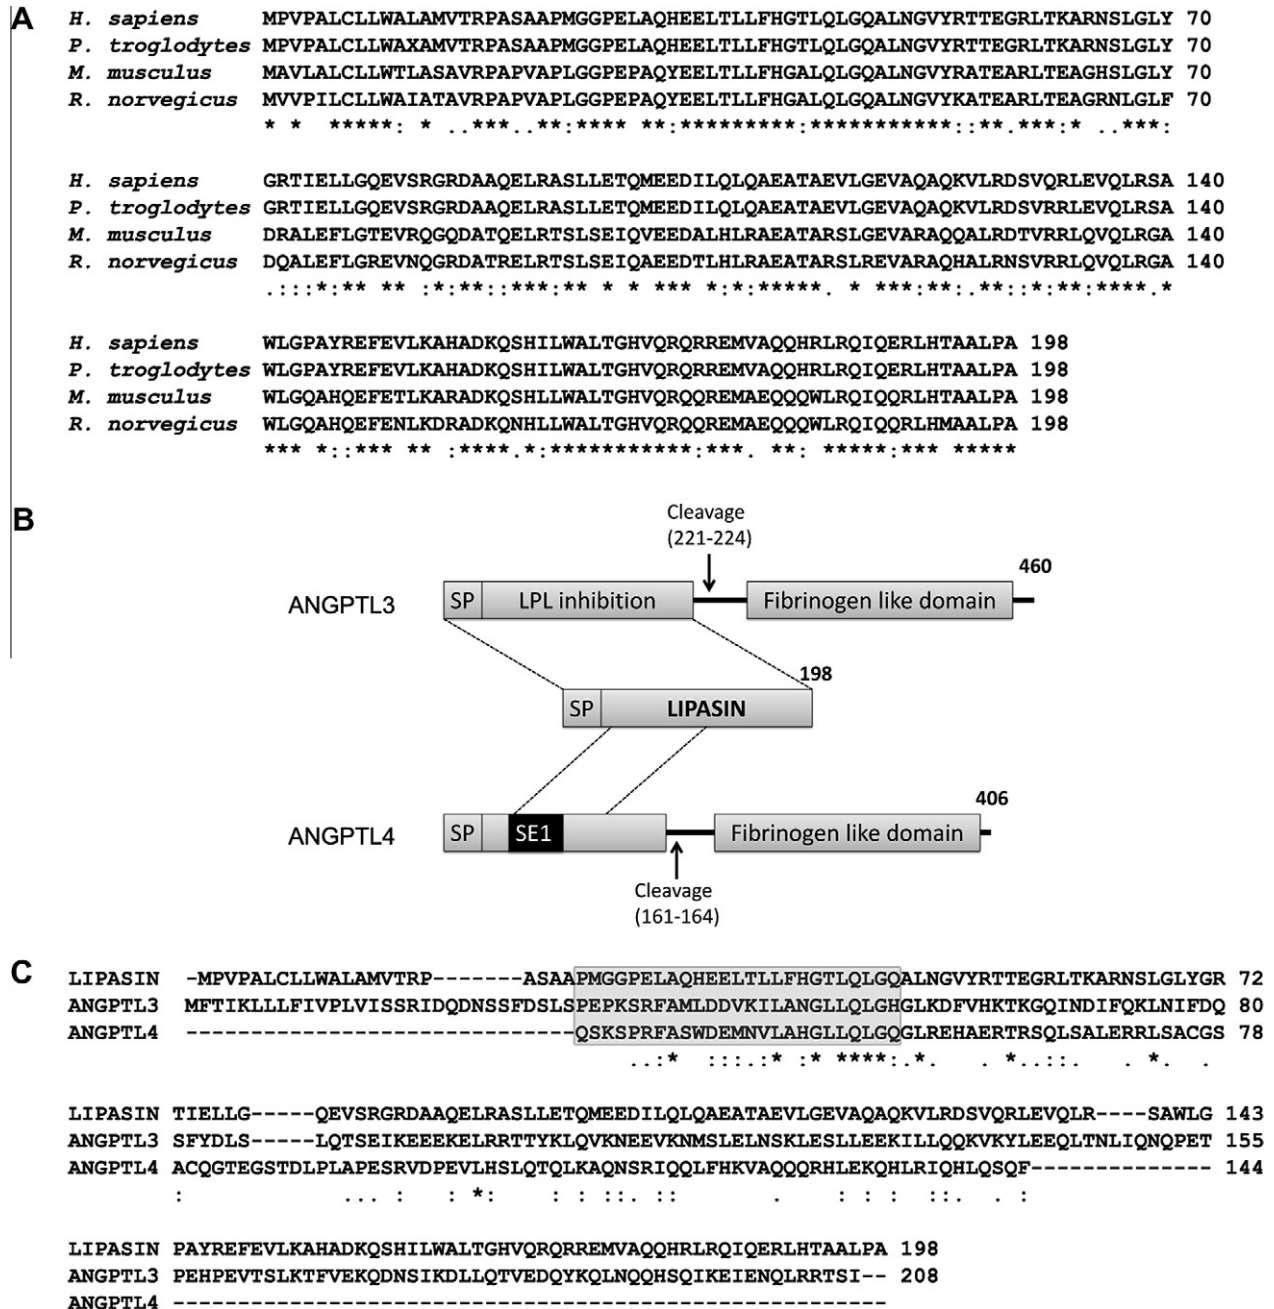 A
H. sapiens MPVPALCLLWALAMVTRPASAAPMGGPELAQHEELTLLFHGTLQLGQALNGVYRTTEGRLTKARNSLGLY 70
P. troglodytes MPVPALCLLWAXAMVTRPASAAPMGGPELAQHEELTLLFHGTLQLGQALNGVYRTTEGRLTKARNSLGLY 70
M. musculus MAVLALCLLWTLASAVRPAPVAPLGGPEPAQYEELTLLFHGALQLGQALNGVYRATEARLTEAGHSLGLY 70
R. norvegicus MVVPILCLLWAIATAVRPAPVAPLGGPEPAQYEELTLLFHGALQLGQALNGVYKATEARLTEAGRNLGLF 70
* *  *****: * ..***..**:**** **:*********:***********::**.***:* ..***:
H. sapiens GRTIELLGQEVSRGRDAAQELRASLLETQMEEDILQLQAEATAEVLGEVAQAQKVLRDSVQRLEVQLRSA 140
P. troglodytes GRTIELLGQEVSRGRDAAQELRASLLETQMEEDILQLQAEATAEVLGEVAQAQKVLRDSVRRLEVQLRSA 140
M. musculus DRALEFLGTEVRQGQDATQELRTSLSEIQVEEDALHLRAEATARSLGEVARAQQALRDTVRRLQVQLRGA 140
R. norvegicus DQALEFLGREVNQGRDATRELRTSLSEIQAEEDTLHLRAEATARSLREVARAQHALRNSVRRLQVQLRGA 140
.:::*:** ** :*:**::***:** * * *** *:*:*****. * ***:**:.**::*:**:****.*
H. sapiens WLGPAYREFEVLKAHADKQSHILWALTGHVQRQRREMVAQQHRLRQIQERLHTAALPA 198
P. troglodytes WLGPAYREFEVLKAHADKQSHILWALTGHVQRQRREMVAQQHRLRQIQERLHTAALPA 198
M. musculus WLGQAHQEFETLKARADKQSHLLWALTGHVQRQQREMAEQQQWLRQIQQRLHTAALPA 198
R. norvegicus WLGQAHQEFENLKDRADKQNHLLWALTGHVQRQQREMAEQQQWLRQIQQRLHMAALPA 198
*** *::*** ** :****.*:***********:***. **: *****:*** *****
B
Cleavage
(221-224)
460
ANGPTL3 SP LPL inhibition Fibrinogen like domain
198
SP LIPASIN
406
ANGPTL4 SP SE1 Fibrinogen like domain
Cleavage
(161-164)
C
LIPASIN -MPVPALCLLWALAMVTRP-------ASAAPMGGPELAQHEELTLLFHGTLQLGQALNGVYRTTEGRLTKARNSLGLYGR 72
ANGPTL3 MFTIKLLLFIVPLVISSRIDQDNSSFDSLSPEPKSRFAMLDDVKILANGLLQLGHGLKDFVHKTKGQINDIFQKLNIFDQ 80
ANGPTL4 ------------------------------QSKSPRFASWDEMNVLAHGLLQLGQGLREHAERTRSQLSALERRLSACGS 78
..:*  :::.:* :* ****:.*.    . *..::.    . *.  .
LIPASIN TIELLG-----QEVSRGRDAAQELRASLLETQMEEDILQLQAEATAEVLGEVAQAQKVLRDSVQRLEVQLR----SAWLG 143
ANGPTL3 SFYDLS-----LQTSEIKEEEKELRRTTYKLQVKNEEVKNMSLELNSKLESLLEEKILLQQKVKYLEEQLTNLIQNQPET 155
ANGPTL4 ACQGTEGSTDLPLAPESRVDPEVLHSLQTQLKAQNSRIQQLFHKVAQQQRHLEKQHLRIQHLQSQF-------------- 144
:             ... :    : *:     :  : ::. ::        .     : : :  ::.  . :
LIPASIN PAYREFEVLKAHADKQSHILWALTGHVQRQRREMVAQQHRLRQIQERLHTAALPA 198
ANGPTL3 PEHPEVTSLKTFVEKQDNSIKDLLQTVEDQYKQLNQQHSQIKEIENQLRRTSI-- 208
ANGPTL4 -------------------------------------------------------